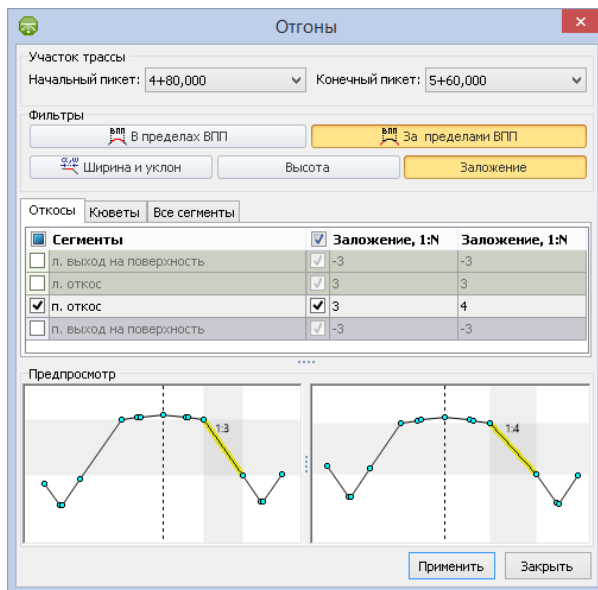 Отгоны
Участок трассы
Начальный пикет: 4+80,000 Конечный пикет: 5+60,000
Фильтры
ВПП В пределах ВПП ВПП За пределами ВПП
Ширина и уклон Высота Заложение
Откосы Кюветы Все сегменты
Сегменты Заложение, 1:N Заложение, 1:N
л. выход на поверхность -3 -3
л. откос 3 3
п. откос 3 4
п. выход на поверхность -3 -3
Предпросмотр
1:3 1:4
Применить Закрыть